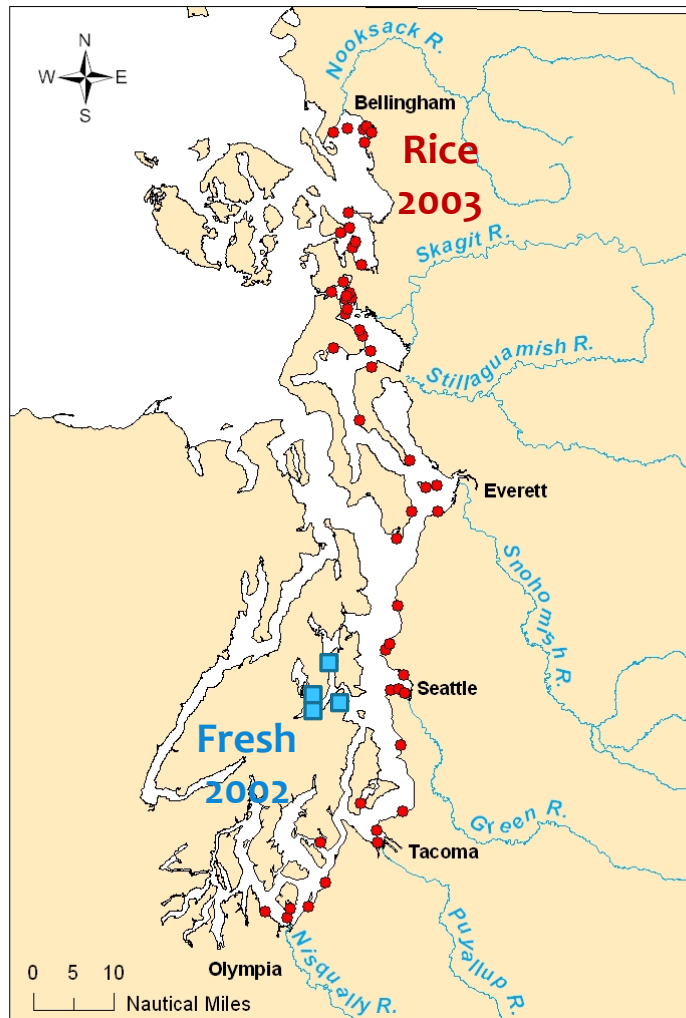 N
W E
S
Nooksack R.
Bellingham
Rice
2003
Skagit R.
Stillaguamish R.
Everett
Snohomish R.
Seattle
Fresh
2002
Green R.
Tacoma
Puyallup R.
Olympia
Nisqually R.
0 5 10
Nautical Miles